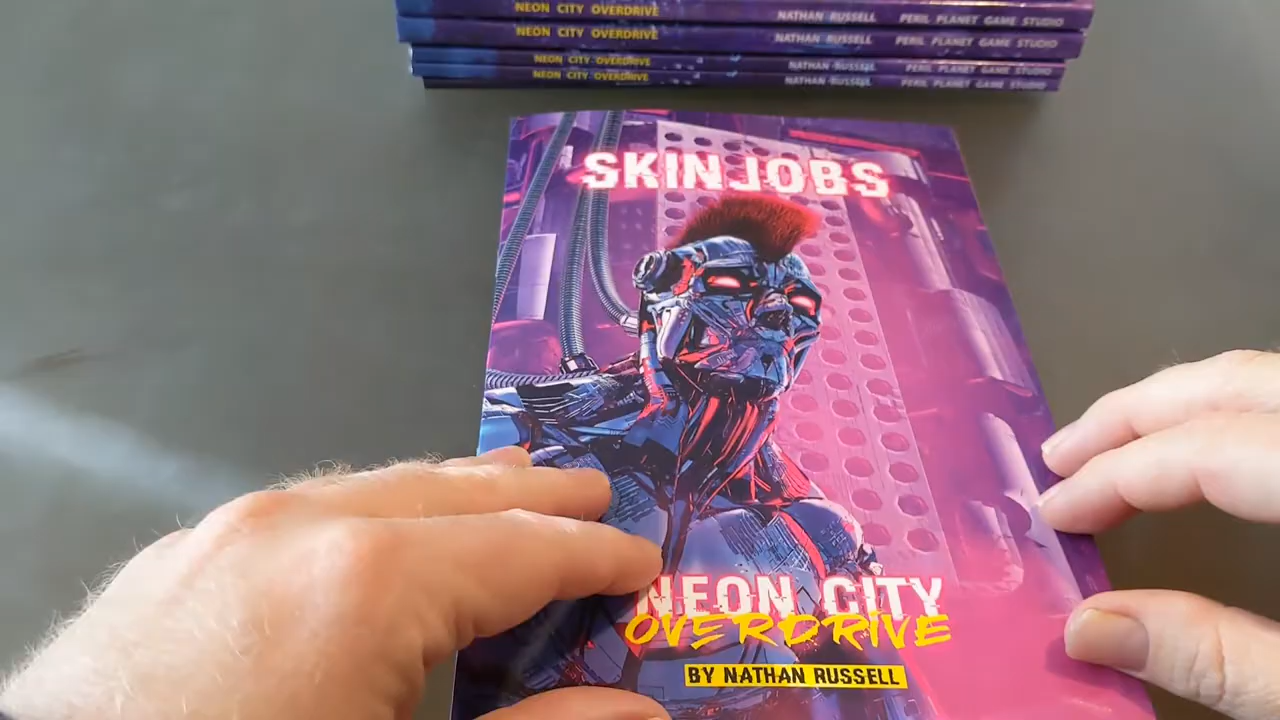 NEON CITY OVERDRIVE NATHAN RUSSELL PERIL PLANET GAME STUDIO
NEON CITY OVERDRIVE NATHAN RUSSELL PERIL PLANET GAME STUDIO
NEON CITY OVERDRIVE NATHAN RUSSELL PERIL PLANET GAME STUDIO
NEON CITY OVERDRIVE NATHAN RUSSELL PERIL PLANET GAME STUDIO
SKINJOBS
NEON CITY
OVERDRIVE
BY NATHAN RUSSELL